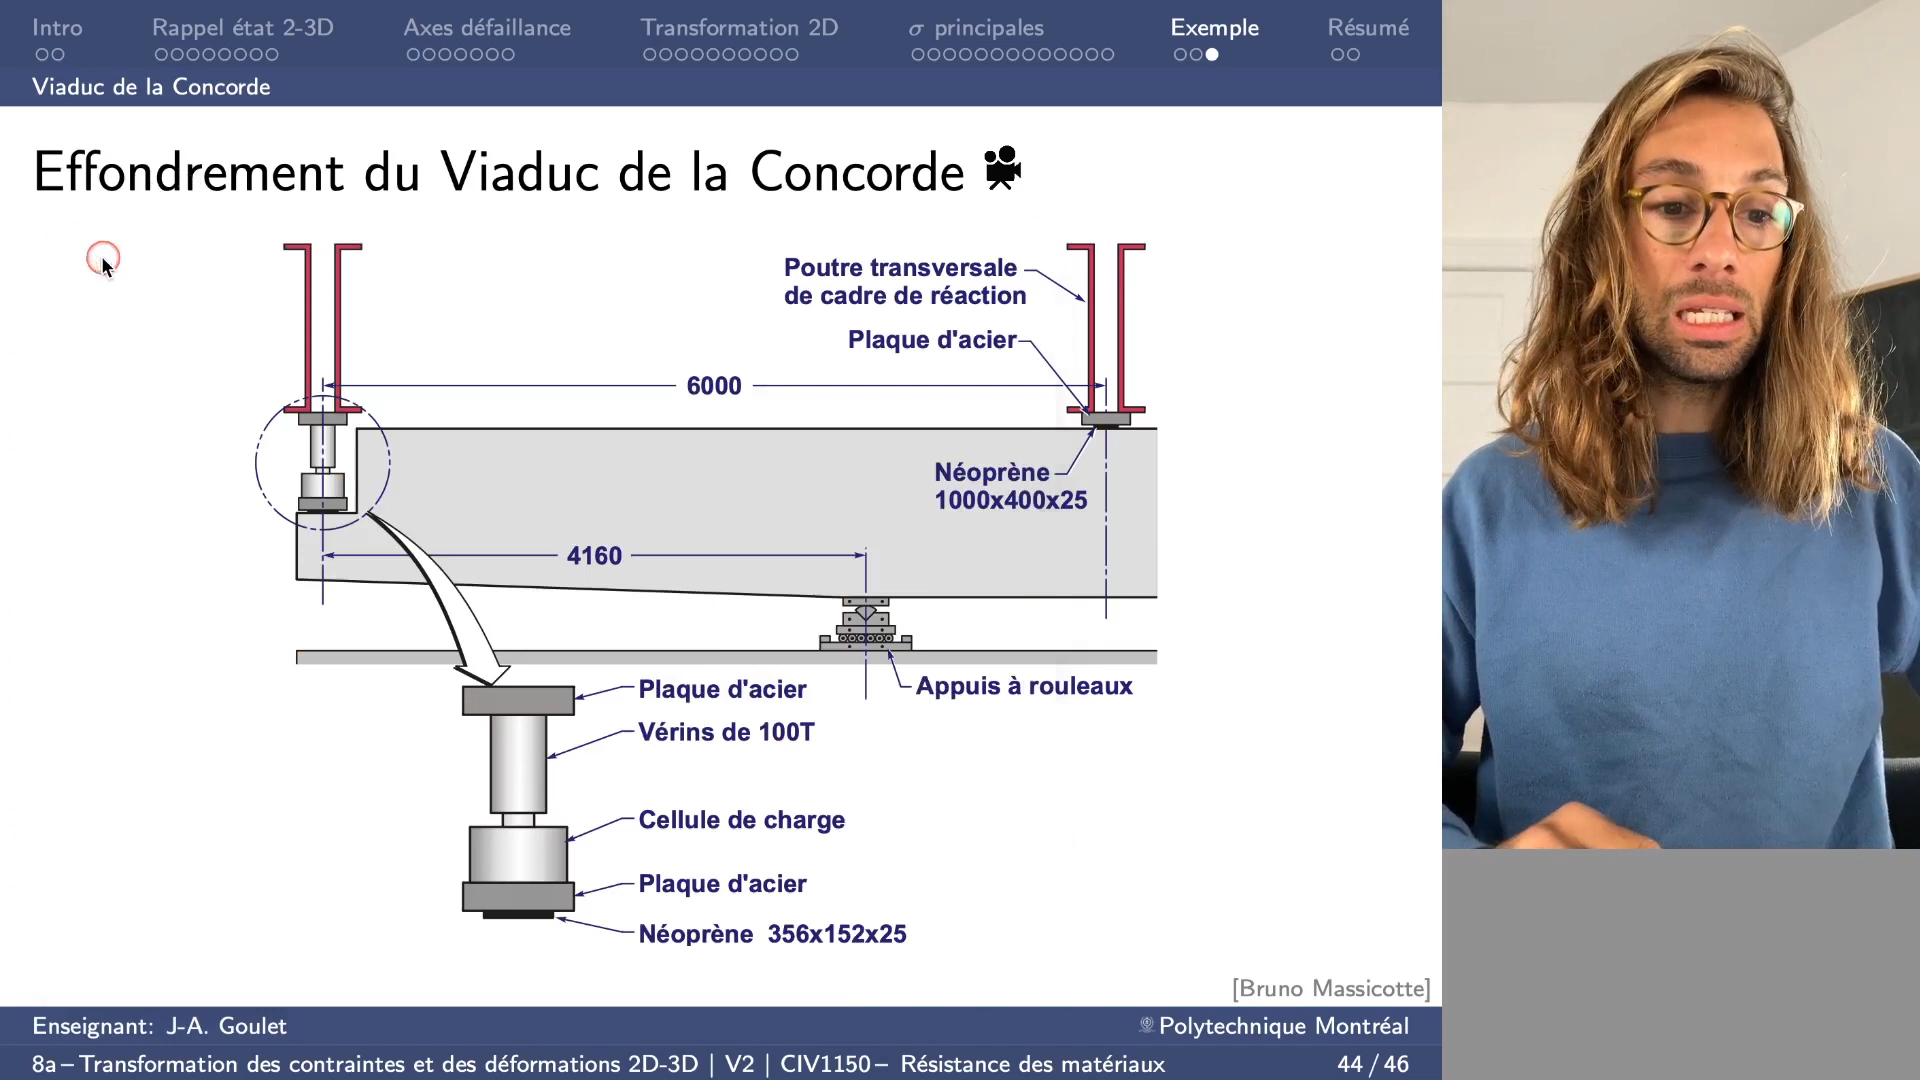 Intro Rappel état 2-3D Axes défaillance Transformation 2D σ principales Exemple Résumé
Viaduc de la Concorde
Effondrement du Viaduc de la Concorde
Poutre transversale
de cadre de réaction
Plaque d'acier
6000
Néoprène
1000x400x25
4160
Plaque d'acier
Appuis à rouleaux
Vérins de 100T
Cellule de charge
Plaque d'acier
Néoprène 356x152x25
[Bruno Massicotte]
Enseignant: J-A. Goulet Polytechnique Montréal
8a – Transformation des contraintes et des déformations 2D-3D | V2 | CIV1150 – Résistance des matériaux 44 / 46